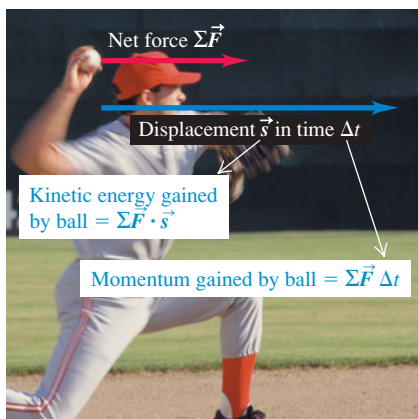 Net force ΣF⃗
Displacement s⃗ in time Δt
Kinetic energy gained
by ball = ΣF⃗ · s⃗
Momentum gained by ball = ΣF⃗ Δt